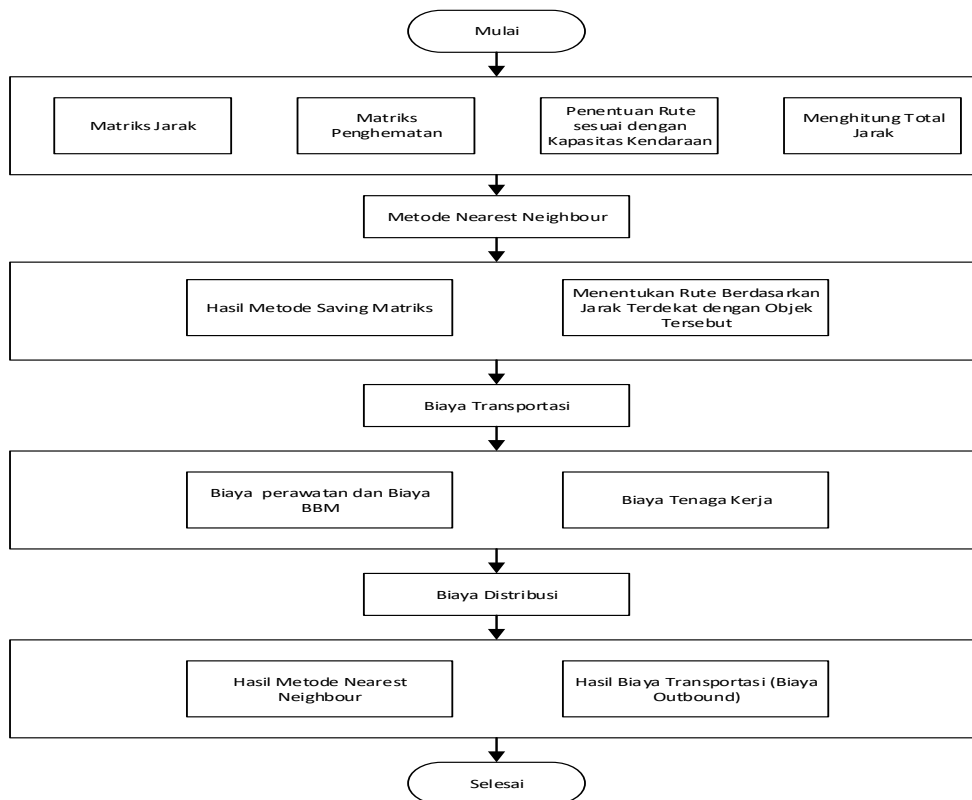 Mulai
Matriks Jarak
Matriks
Penghematan
Penentuan Rute
sesuai dengan
Kapasitas Kendaraan
Menghitung Total
Jarak
Metode Nearest Neighbour
Hasil Metode Saving Matriks
Menentukan Rute Berdasarkan
Jarak Terdekat dengan Objek
Tersebut
Biaya Transportasi
Biaya perawatan dan Biaya
BBM
Biaya Tenaga Kerja
Biaya Distribusi
Hasil Metode Nearest
Neighbour
Hasil Biaya Transportasi (Biaya
Outbound)
Selesai